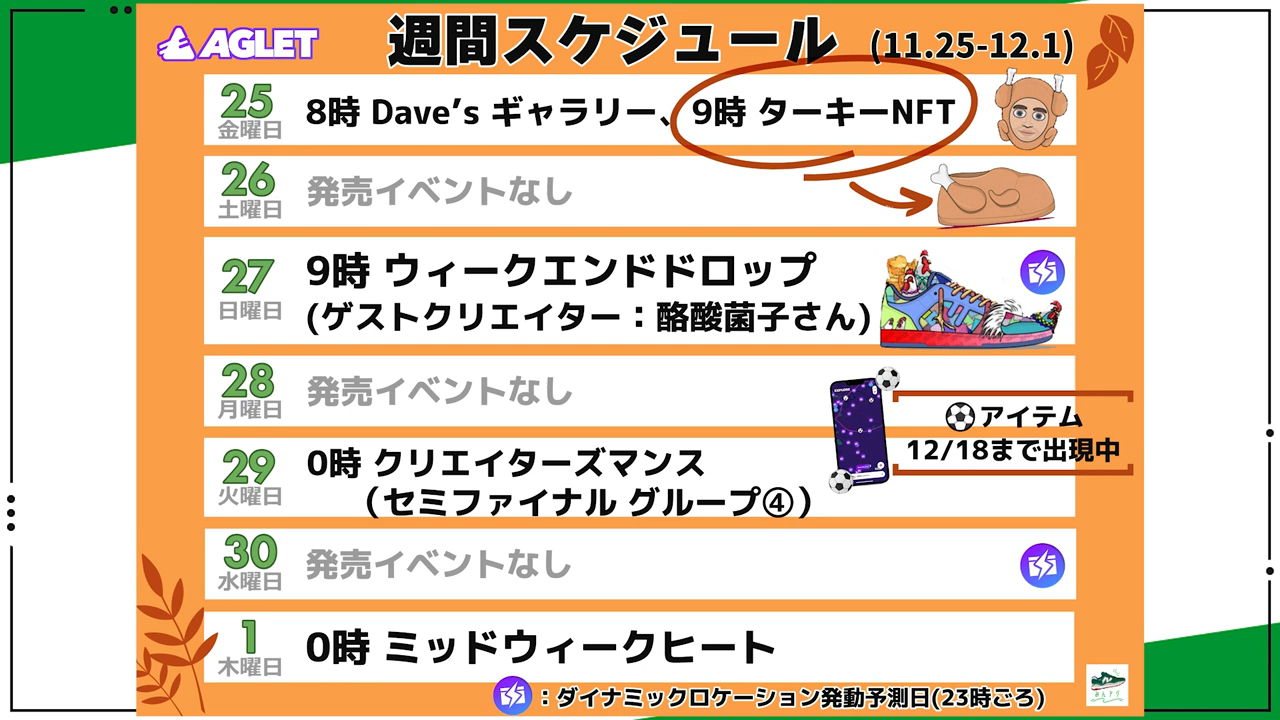 AGLET
週間スケジュール (11.25-12.1)
25
金曜日
8時 Dave's ギャラリー、9時 ターキーNFT
26
土曜日
発売イベントなし
27
日曜日
9時 ウィークエンドドロップ
(ゲストクリエイター：酪酸菌子さん)
28
月曜日
発売イベントなし
アイテム
12/18まで出現中
29
火曜日
0時 クリエイターズマンス
（セミファイナル グループ④）
30
水曜日
発売イベントなし
1
木曜日
0時 ミッドウィークヒート
：ダイナミックロケーション発動予測日(23時ごろ)